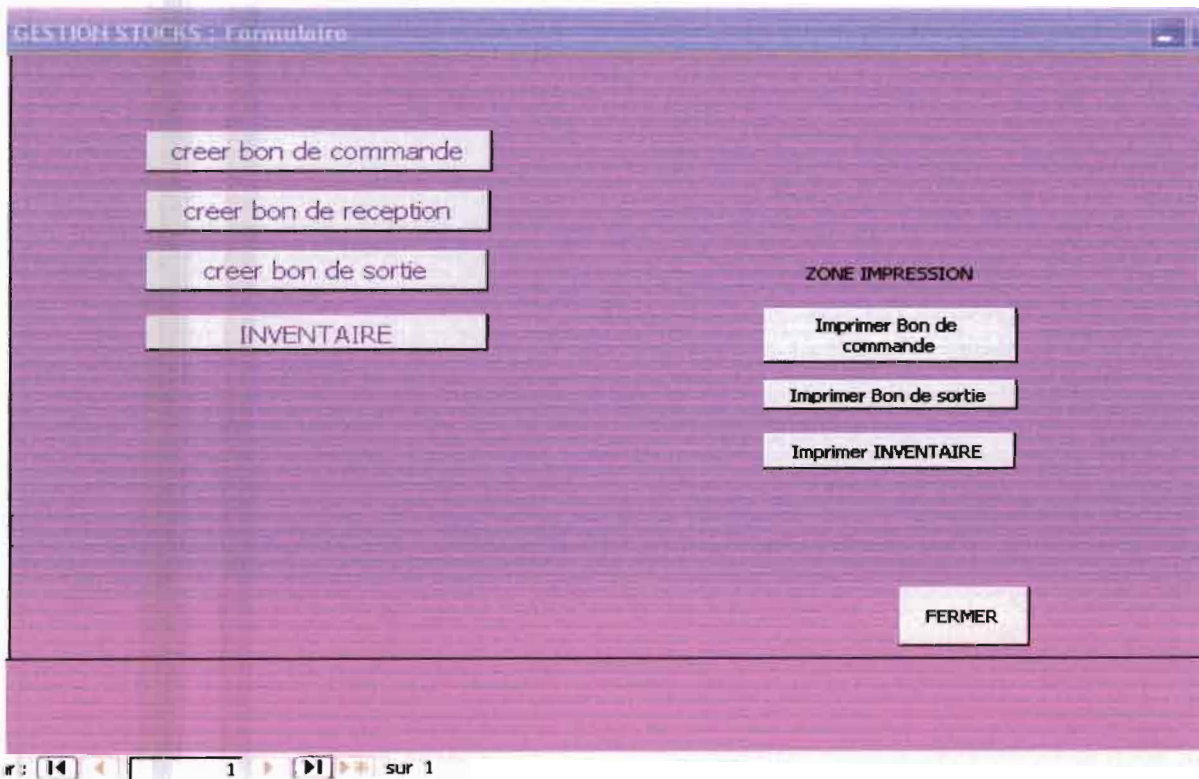 GESTION STOCKS : Formulaire
creer bon de commande
creer bon de reception
creer bon de sortie
INVENTAIRE
ZONE IMPRESSION
Imprimer Bon de
commande
Imprimer Bon de sortie
Imprimer INVENTAIRE
FERMER
r : 1 sur 1